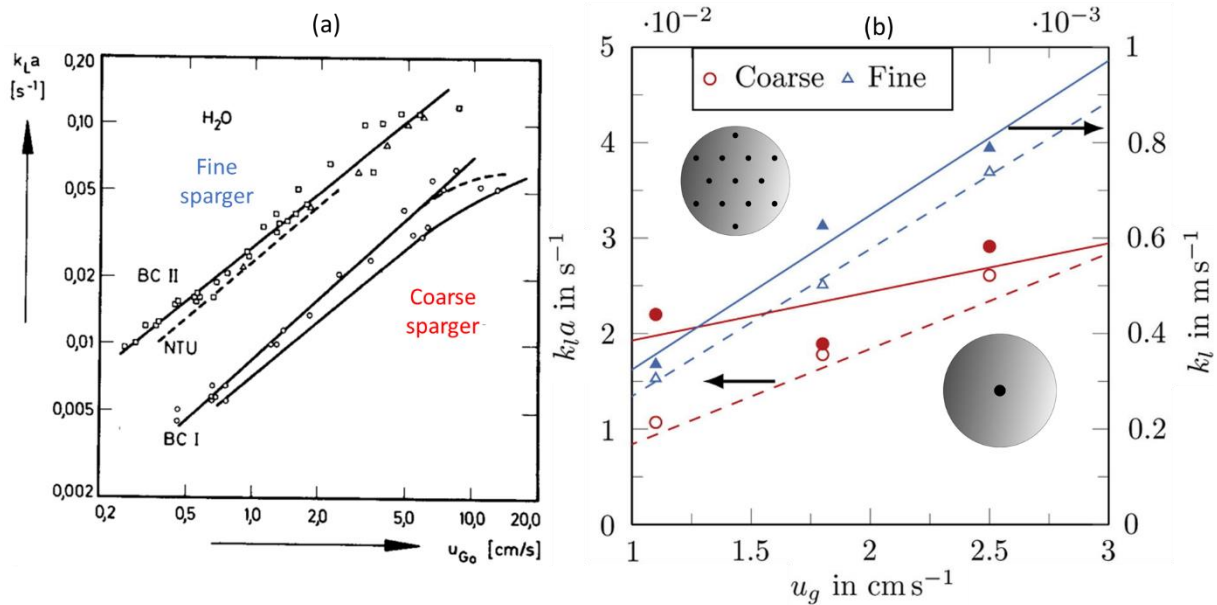 (a)
kLa
[s⁻¹]
0,20
0,10
0,05
0,02
0,01
0,005
0,002
H₂O
Fine
sparger
BC II
NTU
BC I
Coarse
sparger
0,2
0,5
1,0
2,0
5,0
10,0
20,0
uGo [cm/s]
(b)
·10⁻²
·10⁻³
Coarse
Fine
5
4
3
2
1
0
kₗa in s⁻¹
1
0.8
0.6
0.4
0.2
0
kₗ in m s⁻¹
1
1.5
2
2.5
3
u_g in cm s⁻¹